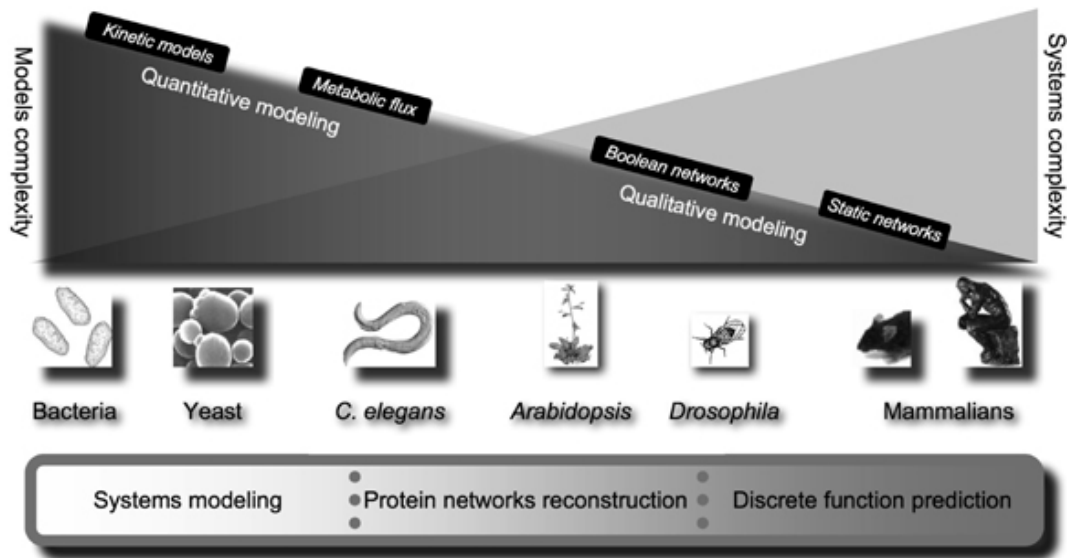 Models complexity
Kinetic models
Quantitative modeling
Metabolic flux
Boolean networks
Qualitative modeling
Static networks
Systems complexity
Bacteria
Yeast
C. elegans
Arabidopsis
Drosophila
Mammalians
Systems modeling
Protein networks reconstruction
Discrete function prediction